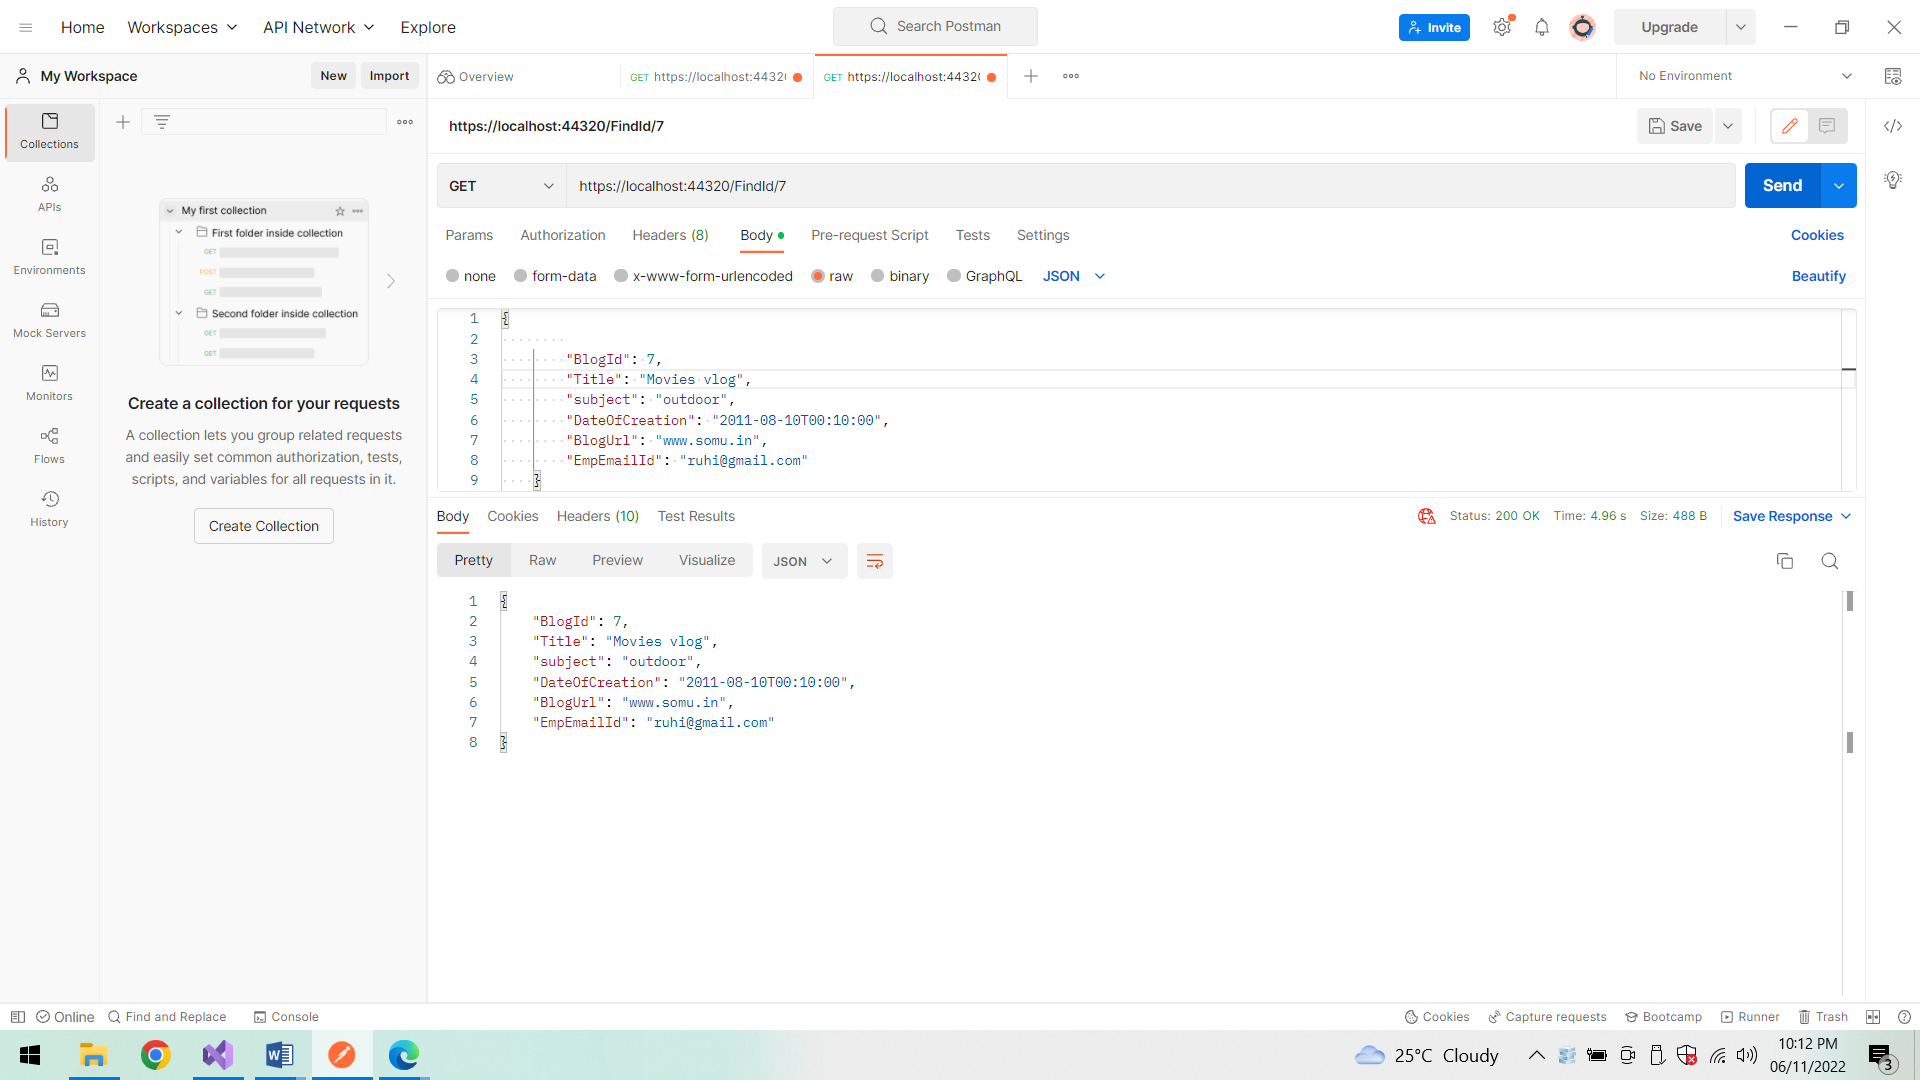 Home
Workspaces
API Network
Explore
Search Postman
Invite
Upgrade
My Workspace
New
Import
Overview
GET https://localhost:4432
GET https://localhost:4432
No Environment
Collections
APIs
Environments
Mock Servers
Monitors
Flows
History
My first collection
First folder inside collection
GET
POST
GET
Second folder inside collection
GET
GET
Create a collection for your requests
A collection lets you group related requests
and easily set common authorization, tests,
scripts, and variables for all requests in it.
Create Collection
https://localhost:44320/FindId/7
Save
GET
https://localhost:44320/FindId/7
Send
Params
Authorization
Headers (8)
Body
Pre-request Script
Tests
Settings
Cookies
none
form-data
x-www-form-urlencoded
raw
binary
GraphQL
JSON
Beautify
1 {
2
3 "BlogId": 7,
4 "Title": "Movies vlog",
5 "subject": "outdoor",
6 "DateOfCreation": "2011-08-10T00:10:00",
7 "BlogUrl": "www.somu.in",
8 "EmpEmailId": "ruhi@gmail.com"
9 }
Body
Cookies
Headers (10)
Test Results
Status: 200 OK
Time: 4.96 s
Size: 488 B
Save Response
Pretty
Raw
Preview
Visualize
JSON
1 {
2 "BlogId": 7,
3 "Title": "Movies vlog",
4 "subject": "outdoor",
5 "DateOfCreation": "2011-08-10T00:10:00",
6 "BlogUrl": "www.somu.in",
7 "EmpEmailId": "ruhi@gmail.com"
8 }
Online
Find and Replace
Console
Cookies
Capture requests
Bootcamp
Runner
Trash
25°C Cloudy
10:12 PM
06/11/2022
3